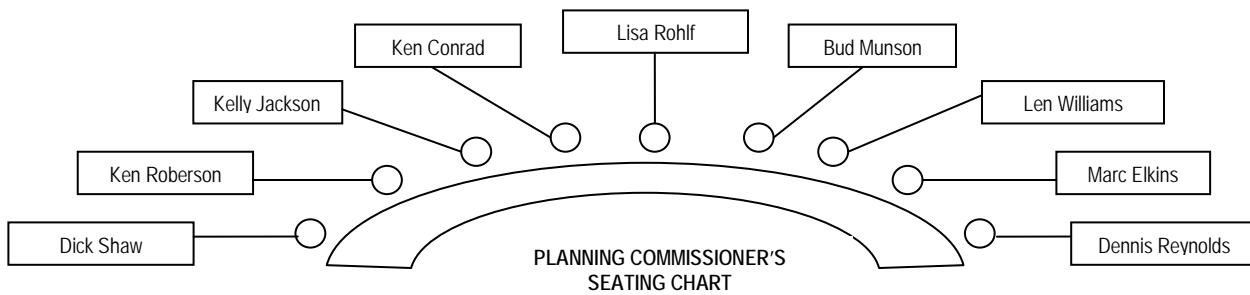 Lisa Rohlf
Ken Conrad
Bud Munson
Kelly Jackson
Len Williams
Ken Roberson
Marc Elkins
Dick Shaw
Dennis Reynolds
PLANNING COMMISSIONER'S
SEATING CHART